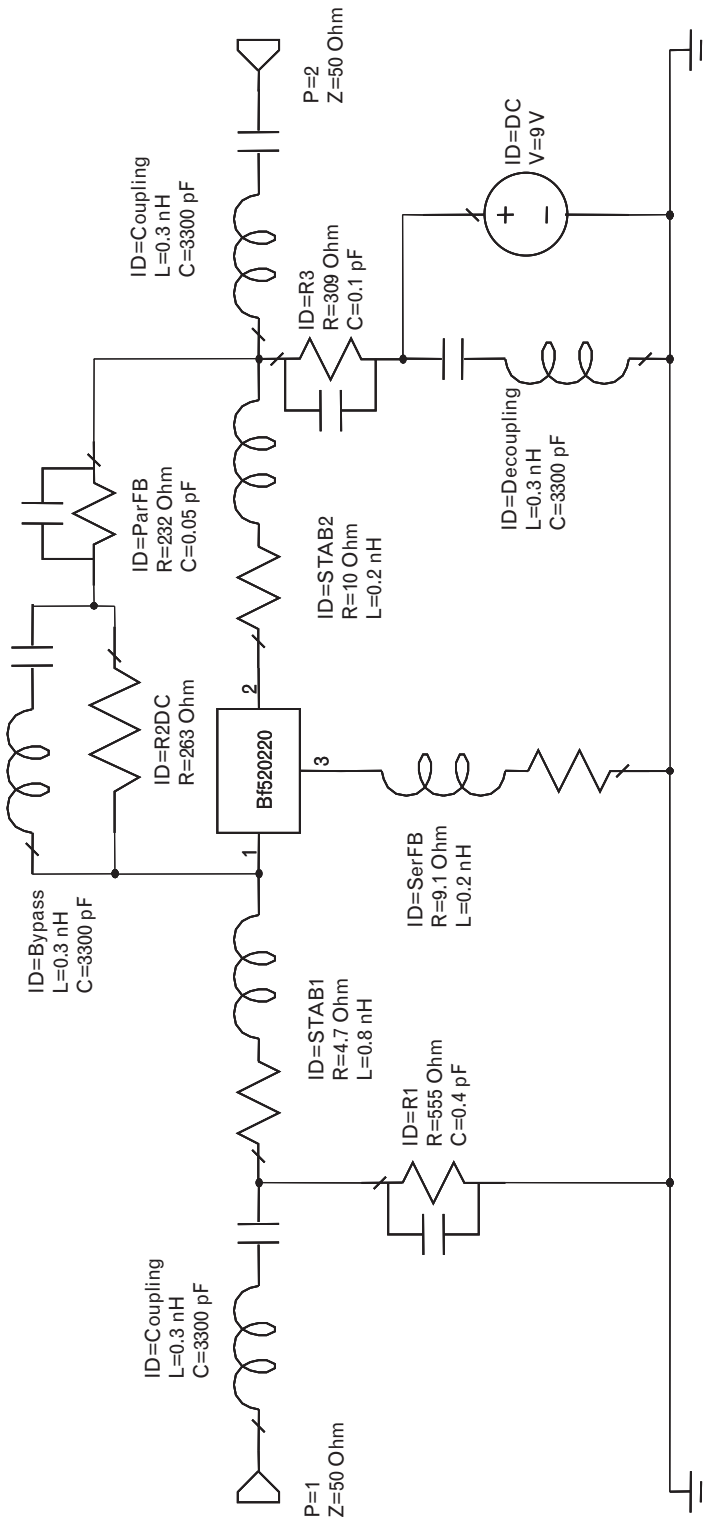 P=1
Z=50 Ohm
ID=Coupling
L=0.3 nH
C=3300 pF
ID=R1
R=555 Ohm
C=0.4 pF
ID=STAB1
R=4.7 Ohm
L=0.8 nH
ID=Bypass
L=0.3 nH
C=3300 pF
ID=R2DC
R=263 Ohm
1
Bf520220
2
3
ID=SerFB
R=9.1 Ohm
L=0.2 nH
ID=ParFB
R=232 Ohm
C=0.05 pF
ID=STAB2
R=10 Ohm
L=0.2 nH
ID=Decoupling
L=0.3 nH
C=3300 pF
ID=R3
R=309 Ohm
C=0.1 pF
ID=Coupling
L=0.3 nH
C=3300 pF
ID=DC
V=9V
+
−
P=2
Z=50 Ohm